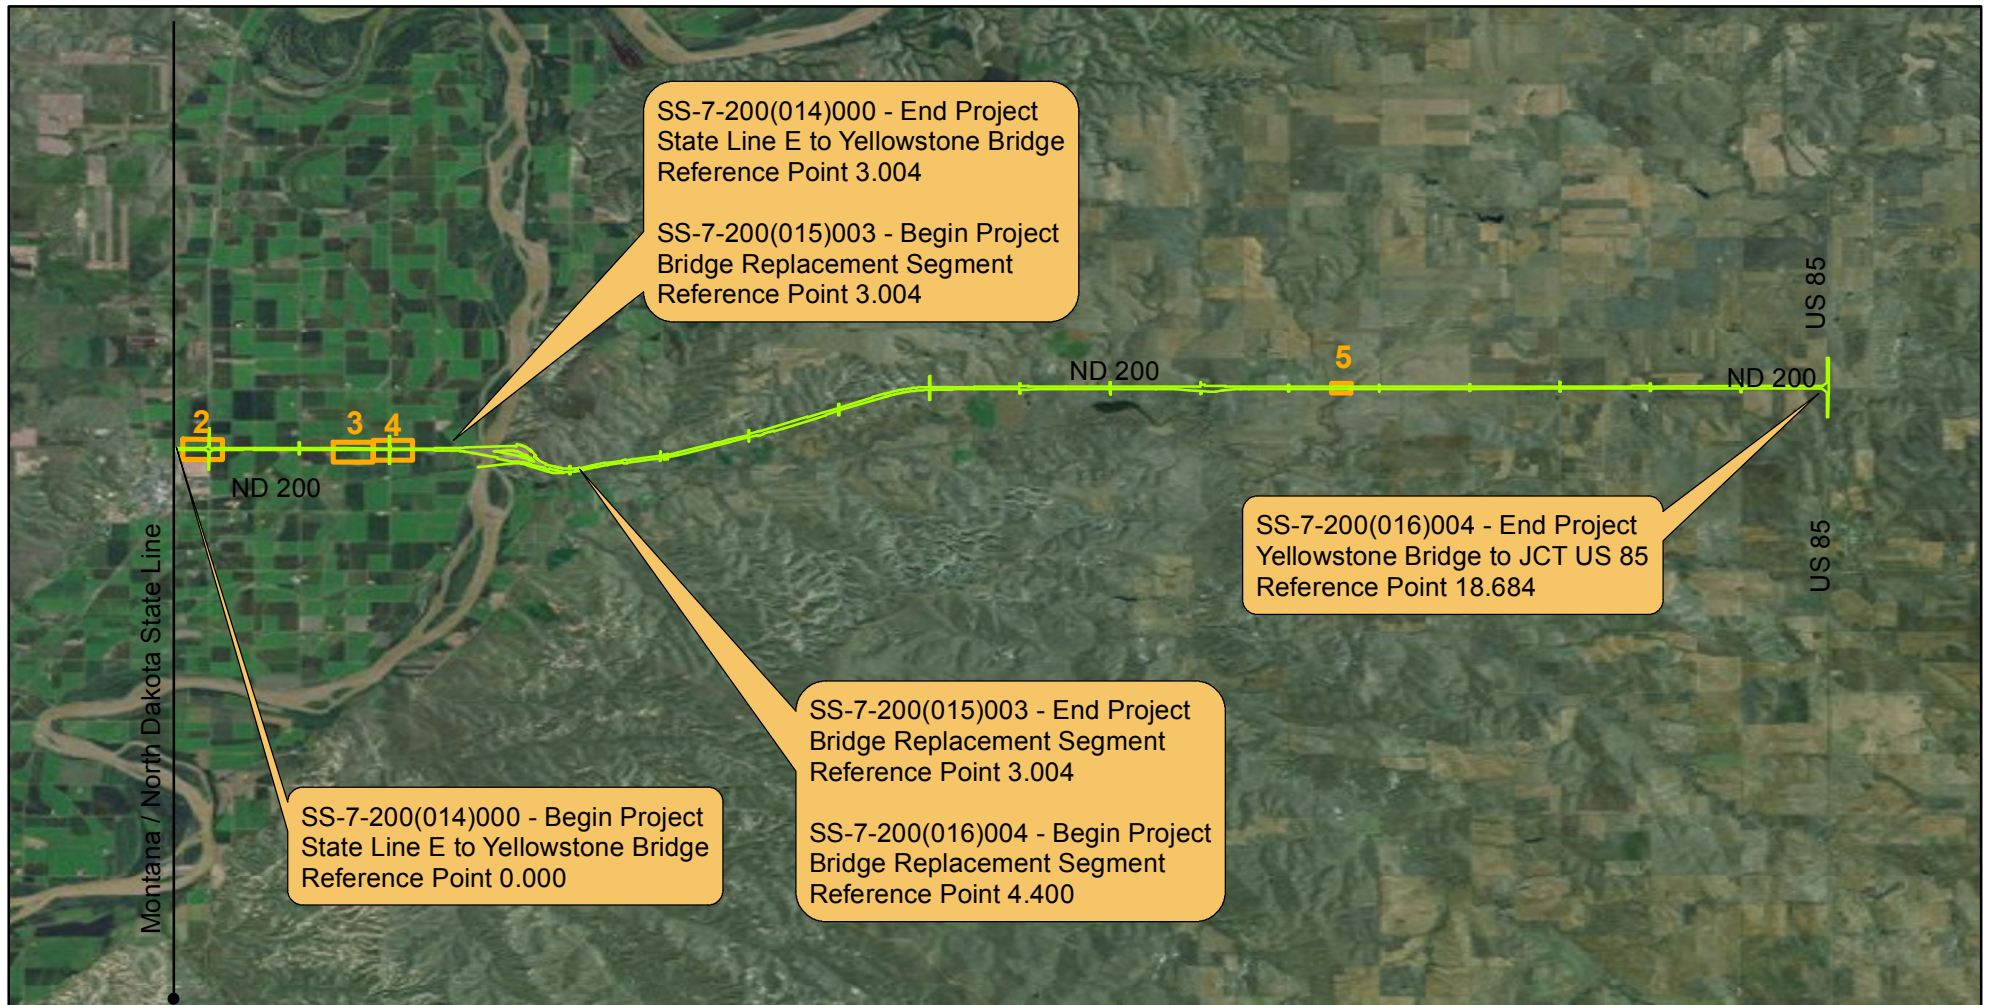 SS-7-200(014)000 - End Project
State Line E to Yellowstone Bridge
Reference Point 3.004
SS-7-200(015)003 - Begin Project
Bridge Replacement Segment
Reference Point 3.004
US 85
5
ND 200
ND 200
2
3
4
ND 200
SS-7-200(016)004 - End Project
Yellowstone Bridge to JCT US 85
Reference Point 18.684
US 85
Montana / North Dakota State Line
SS-7-200(015)003 - End Project
Bridge Replacement Segment
Reference Point 3.004
SS-7-200(016)004 - Begin Project
Bridge Replacement Segment
Reference Point 4.400
SS-7-200(014)000 - Begin Project
State Line E to Yellowstone Bridge
Reference Point 0.000